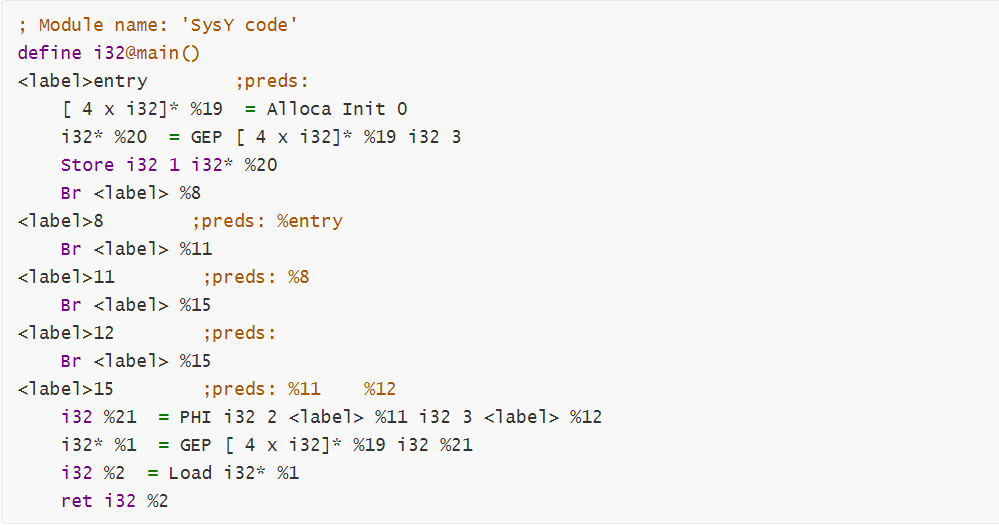 ; Module name: 'SysY code'
define i32@main()
<label>entry        ;preds:
    [ 4 x i32]* %19  = Alloca Init 0
    i32* %20  = GEP [ 4 x i32]* %19 i32 3
    Store i32 1 i32* %20
    Br <label> %8
<label>8        ;preds: %entry
    Br <label> %11
<label>11        ;preds: %8
    Br <label> %15
<label>12        ;preds:
    Br <label> %15
<label>15        ;preds: %11    %12
    i32 %21  = PHI i32 2 <label> %11 i32 3 <label> %12
    i32* %1  = GEP [ 4 x i32]* %19 i32 %21
    i32 %2  = Load i32* %1
    ret i32 %2